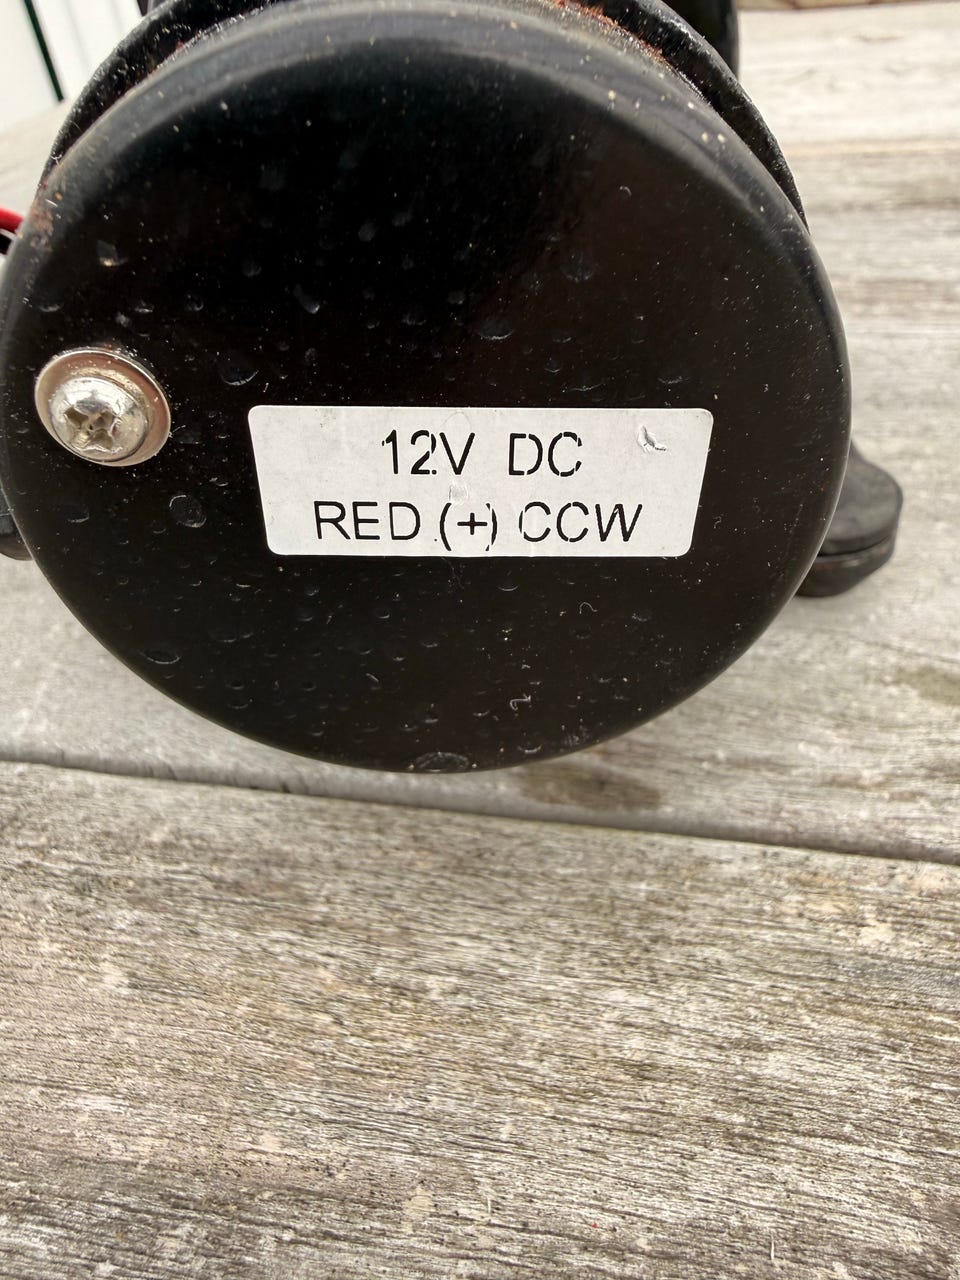 12V DC
RED (+) CCW